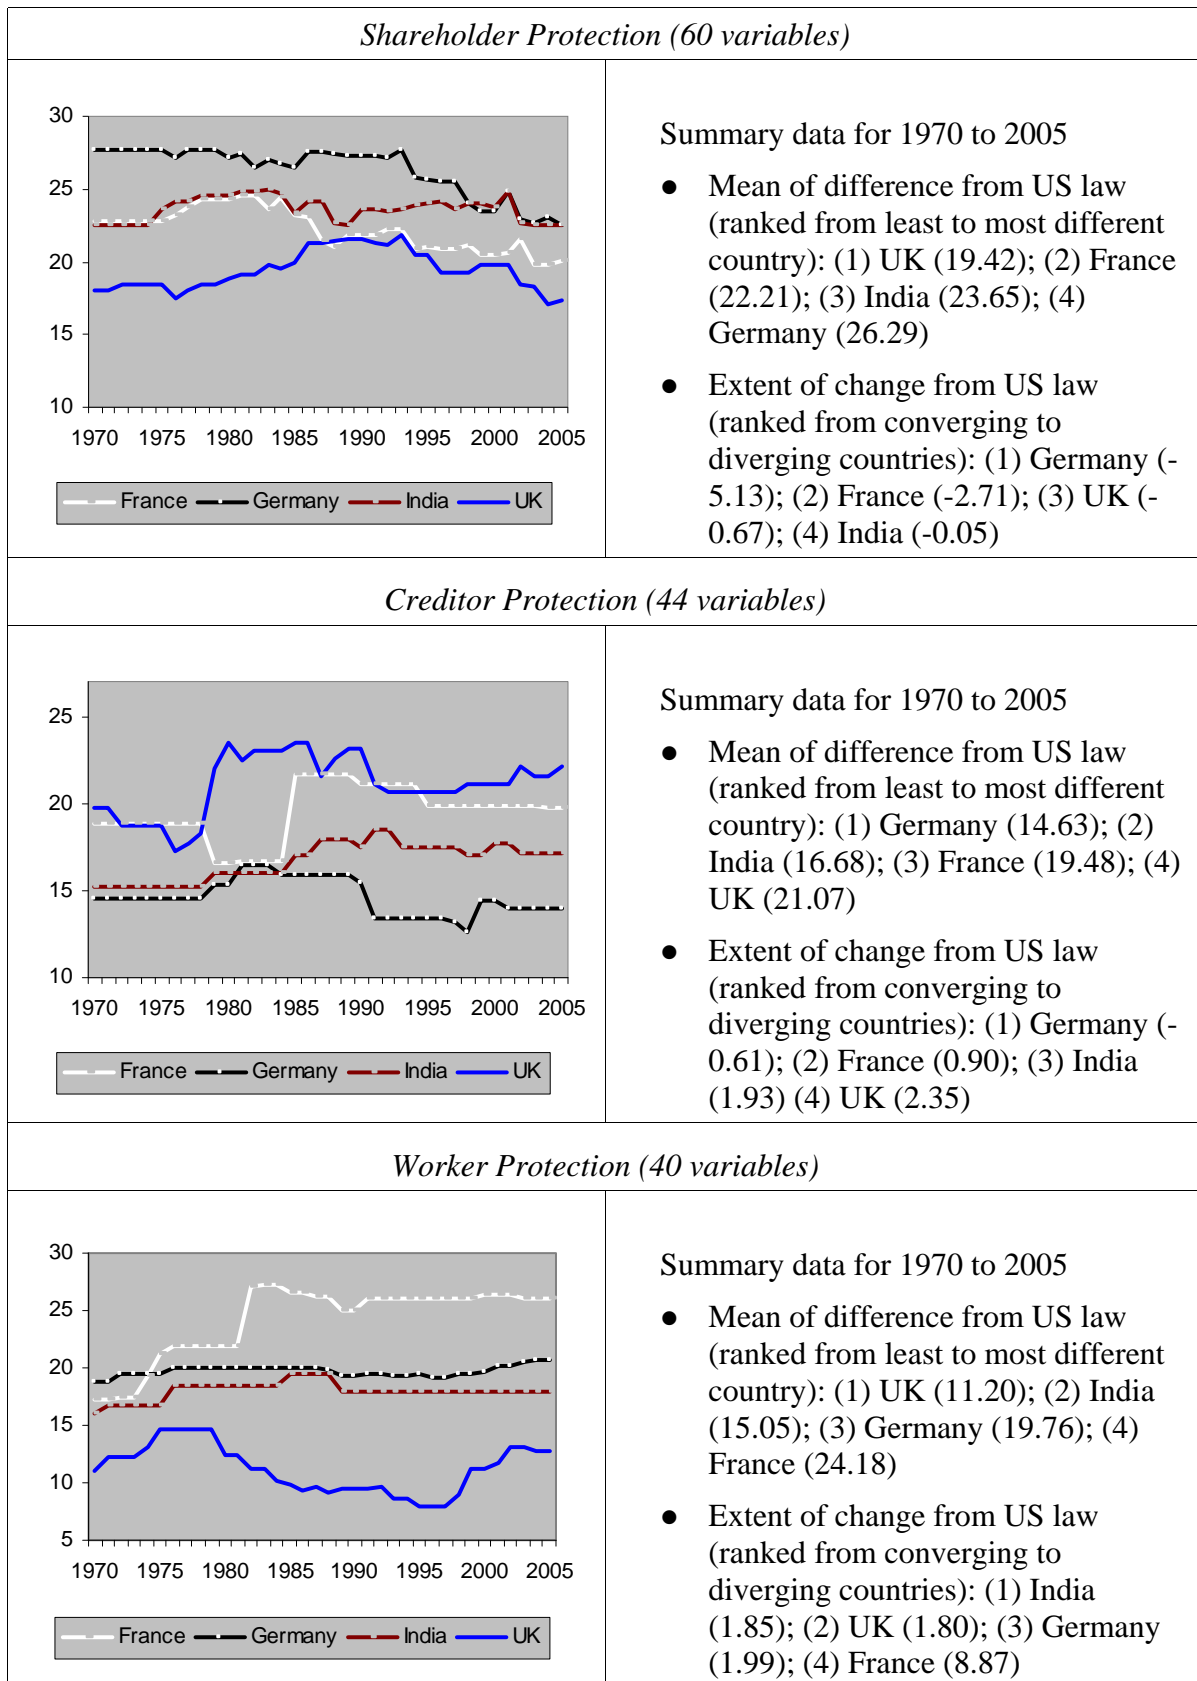 Shareholder Protection (60 variables)
30
25
20
15
10
1970 1975 1980 1985 1990 1995 2000 2005
France Germany India UK
Summary data for 1970 to 2005
● Mean of difference from US law
(ranked from least to most different
country): (1) UK (19.42); (2) France
(22.21); (3) India (23.65); (4)
Germany (26.29)
● Extent of change from US law
(ranked from converging to
diverging countries): (1) Germany (-
5.13); (2) France (-2.71); (3) UK (-
0.67); (4) India (-0.05)
Creditor Protection (44 variables)
25
20
15
10
1970 1975 1980 1985 1990 1995 2000 2005
France Germany India UK
Summary data for 1970 to 2005
● Mean of difference from US law
(ranked from least to most different
country): (1) Germany (14.63); (2)
India (16.68); (3) France (19.48); (4)
UK (21.07)
● Extent of change from US law
(ranked from converging to
diverging countries): (1) Germany (-
0.61); (2) France (0.90); (3) India
(1.93) (4) UK (2.35)
Worker Protection (40 variables)
30
25
20
15
10
5
1970 1975 1980 1985 1990 1995 2000 2005
France Germany India UK
Summary data for 1970 to 2005
● Mean of difference from US law
(ranked from least to most different
country): (1) UK (11.20); (2) India
(15.05); (3) Germany (19.76); (4)
France (24.18)
● Extent of change from US law
(ranked from converging to
diverging countries): (1) India
(1.85); (2) UK (1.80); (3) Germany
(1.99); (4) France (8.87)